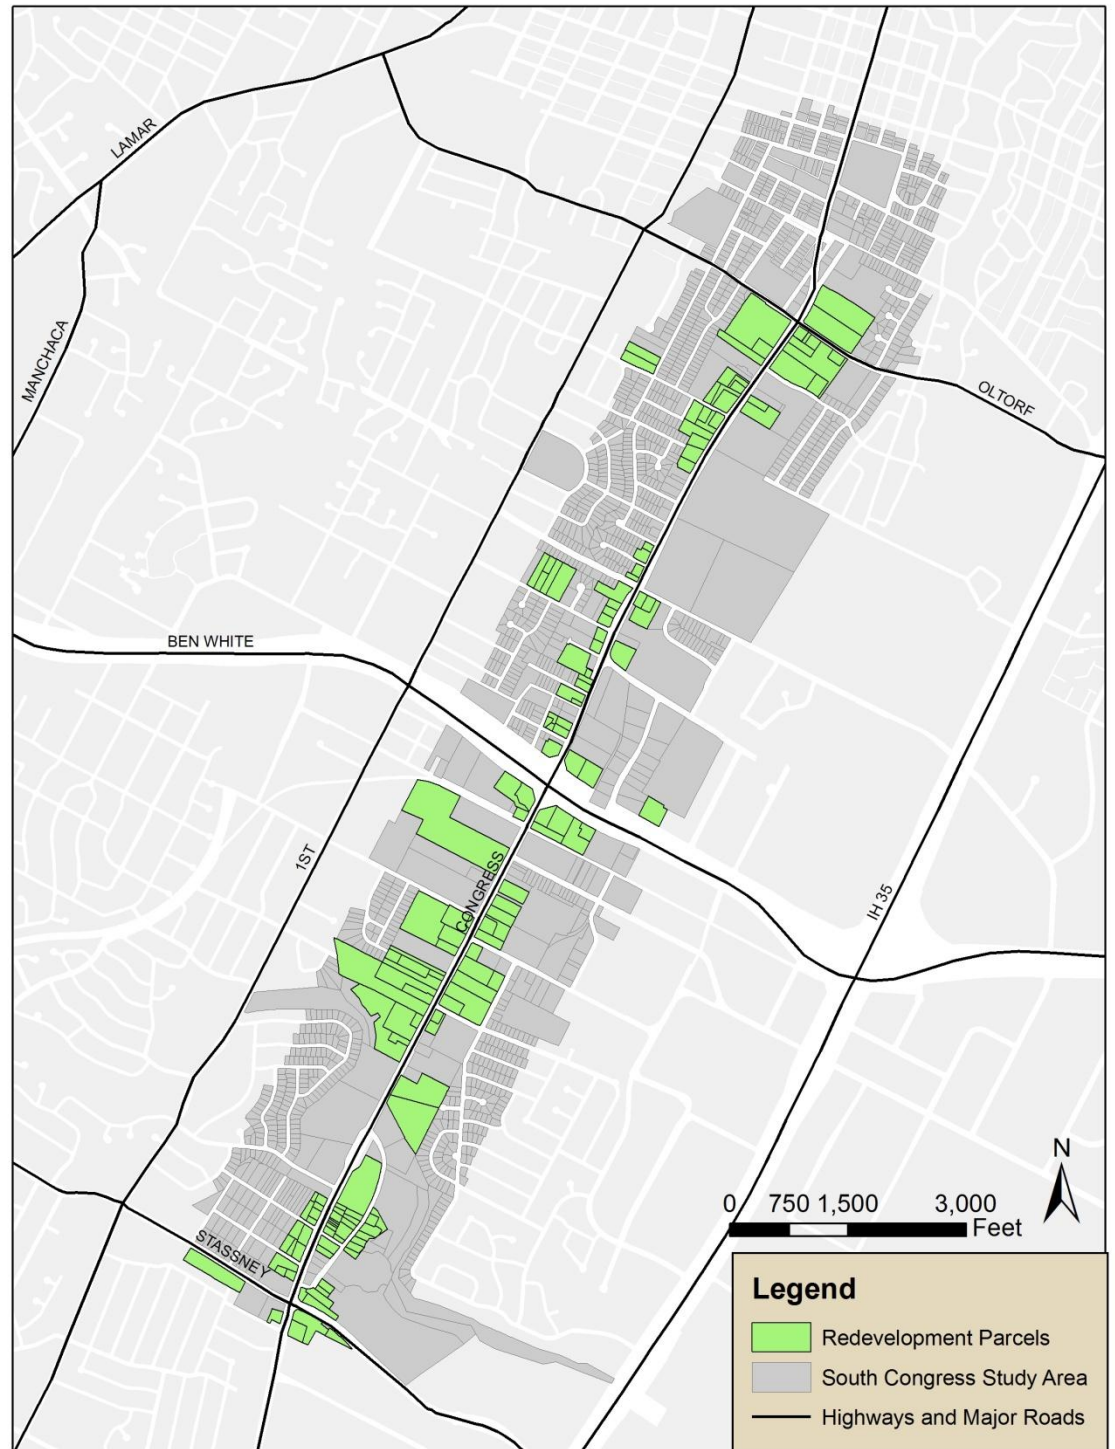 LAMAR
MANCHACA
OLTORF
BEN WHITE
1ST
CONGRESS
IH 35
STASSNEY
N
0 750 1,500 3,000
Feet
Legend
Redevelopment Parcels
South Congress Study Area
Highways and Major Roads